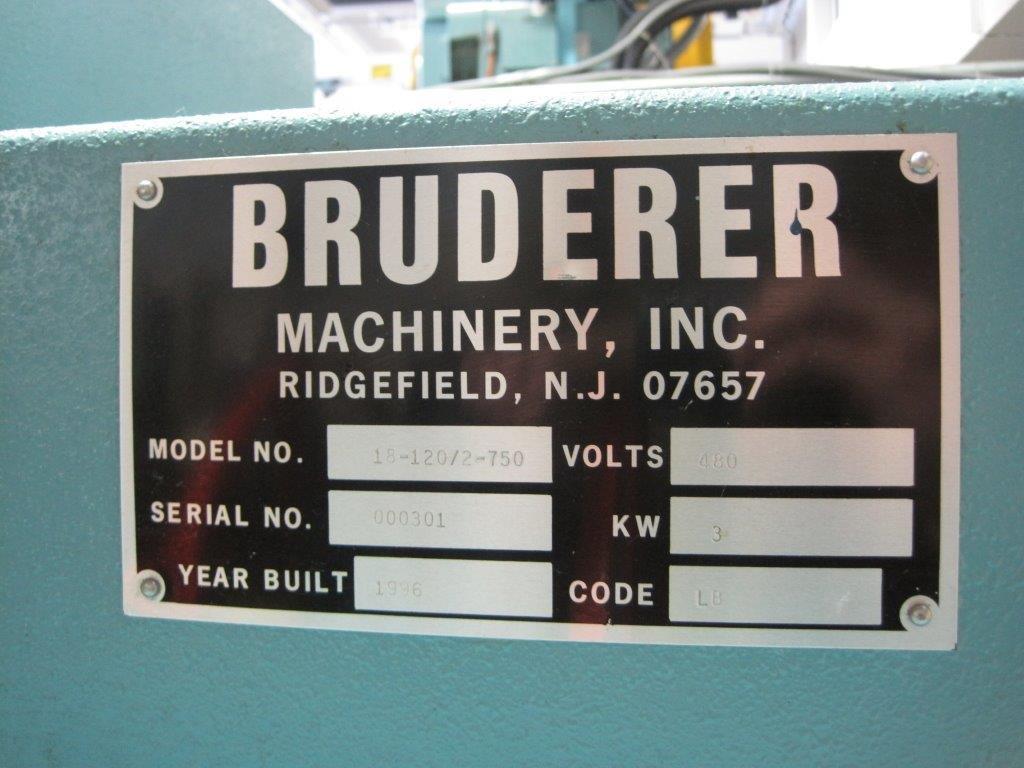 BRUDERER
MACHINERY, INC.
RIDGEFIELD, N.J. 07657
MODEL NO. 18-120/2-750 VOLTS 480
SERIAL NO. 000301 KW 3
YEAR BUILT 1996 CODE LB